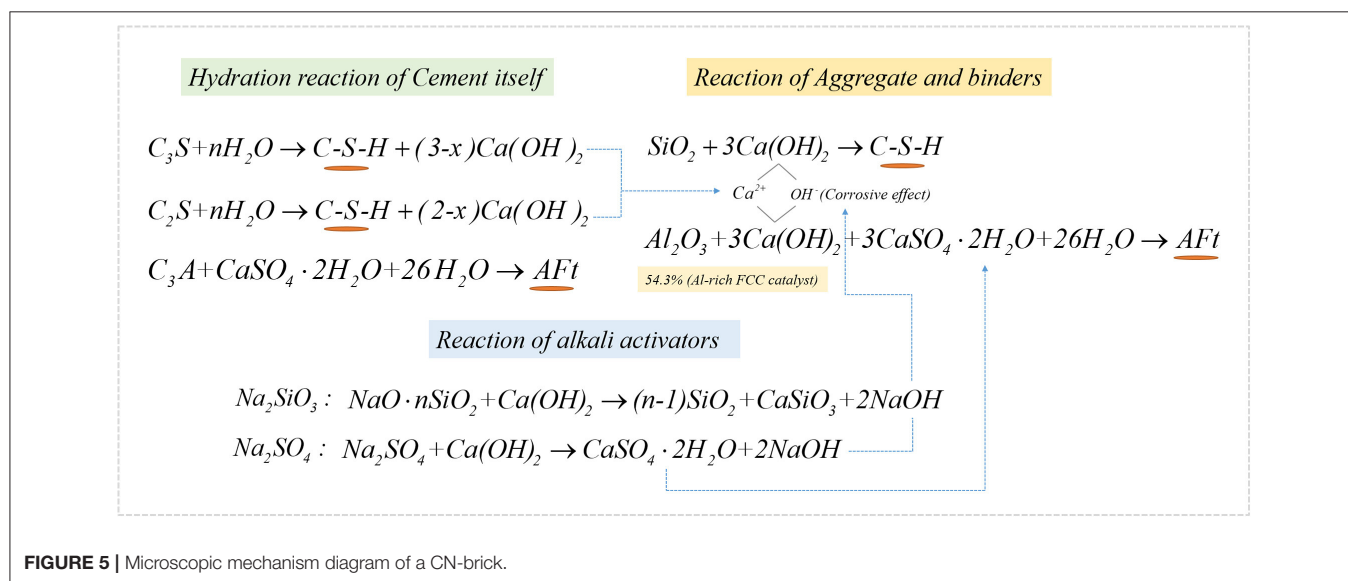 Hydration reaction of Cement itself
C₃S+nH₂O → C-S-H + (3-x)Ca(OH)₂
C₂S+nH₂O → C-S-H + (2-x)Ca(OH)₂
C₃A+CaSO₄·2H₂O+26H₂O → AFt
Reaction of Aggregate and binders
SiO₂ + 3Ca(OH)₂ → C-S-H
Ca²⁺ OH⁻ (Corrosive effect)
Al₂O₃+3Ca(OH)₂+3CaSO₄·2H₂O+26H₂O → AFt
54.3% (Al-rich FCC catalyst)
Reaction of alkali activators
Na₂SiO₃ : NaO·nSiO₂+Ca(OH)₂ → (n-1)SiO₂+CaSiO₃+2NaOH
Na₂SO₄ : Na₂SO₄+Ca(OH)₂ → CaSO₄·2H₂O+2NaOH
FIGURE 5 | Microscopic mechanism diagram of a CN-brick.